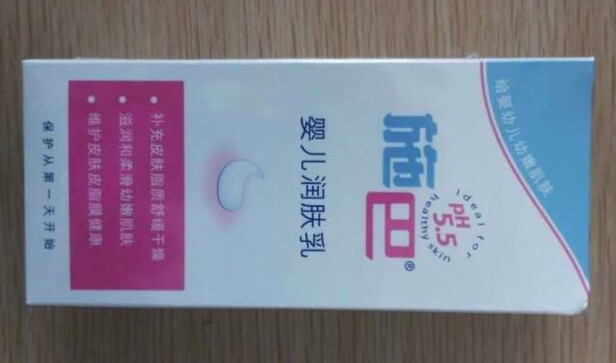 给婴幼儿幼嫩肌肤
施巴®
ideal for
pH
5.5
healthy skin
婴儿润肤乳
• 补充皮肤脂质舒缓干燥
• 滋润和柔滑幼嫩肌肤
• 维护皮肤皮脂膜健康
保护从第一天开始